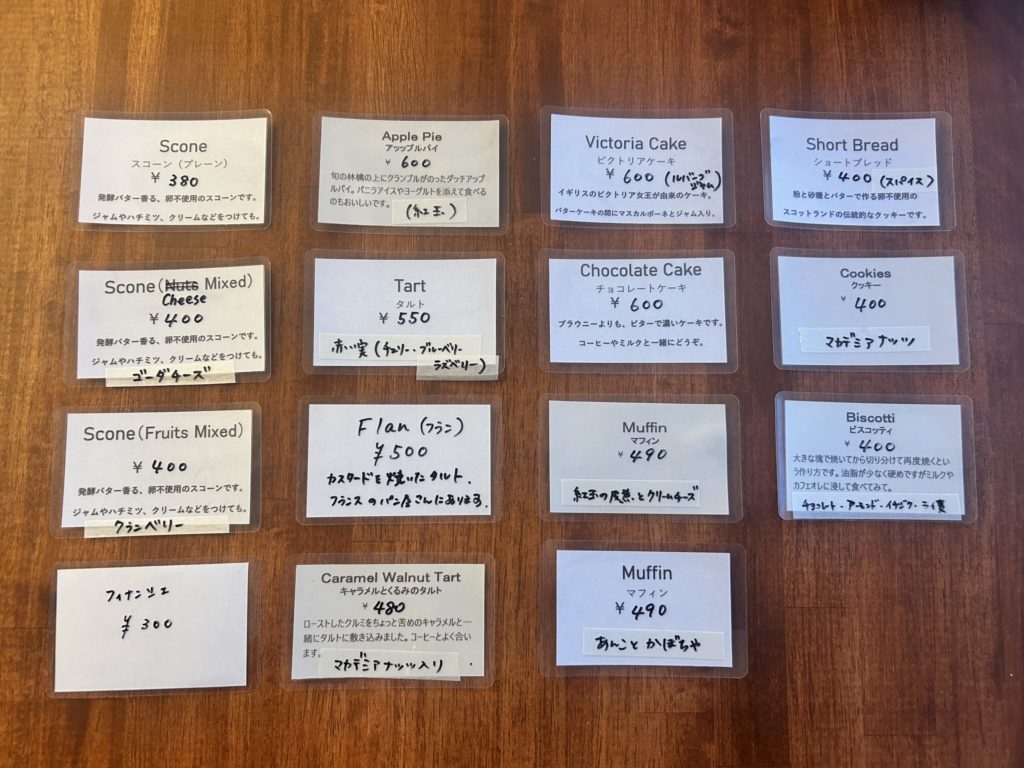 Scone
スコーン（プレーン）
¥ 380
発酵バター香る、卵不使用のスコーンです。
ジャムやハチミツ、クリームなどをつけても。
Apple Pie
アップルパイ
¥ 600
旬の林檎の上にクランブルがのったダッチアップ
ルパイ。バニラアイスやヨーグルトを添えて食べる
のもおいしいです。
(紅玉)
Victoria Cake
ビクトリアケーキ
¥ 600 (ルバーブ
ジャム)
イギリスのビクトリア女王が由来のケーキ。
バターケーキの間にマスカルポーネとジャム入り。
Short Bread
ショートブレッド
¥ 400 (スパイス)
粉と砂糖とバターで作る卵不使用の
スコットランドの伝統的なクッキーです。
Scone(Nuts Mixed)
Cheese
¥ 400
発酵バター香る、卵不使用のスコーンです。
ジャムやハチミツ、クリームなどをつけても。
ゴーダチーズ
Tart
タルト
¥ 550
赤い実(チェリー・ブルーベリー
ラズベリー)
Chocolate Cake
チョコレートケーキ
¥ 600
ブラウニーよりも、ビターで濃いケーキです。
コーヒーやミルクと一緒にどうぞ。
Cookies
クッキー
¥ 400
マカデミアナッツ
Scone(Fruits Mixed)
¥ 400
発酵バター香る、卵不使用のスコーンです。
ジャムやハチミツ、クリームなどをつけても。
クランベリー
Flan (フラン)
¥500
カスタードを焼いたタルト。
フランスのパン屋さんにあります。
Muffin
マフィン
¥ 490
紅玉の皮煮、とクリームチーズ
Biscotti
ビスコッティ
¥ 400
大きな塊で焼いてから切り分けて再度焼くとい
う作り方です。油脂が少なく硬めですがミルクや
カフェオレに浸して食べてみて。
チョコレート・アーモンド・イチジク・ライ麦
フィナンシェ
¥ 300
Caramel Walnut Tart
キャラメルとくるみのタルト
¥ 480
ローストしたクルミをちょっと苦めのキャラメルと一
緒にタルトに敷き込みました。コーヒーとよく合い
ます。
マカデミアナッツ入り
Muffin
マフィン
¥ 490
あんことかぼちゃ